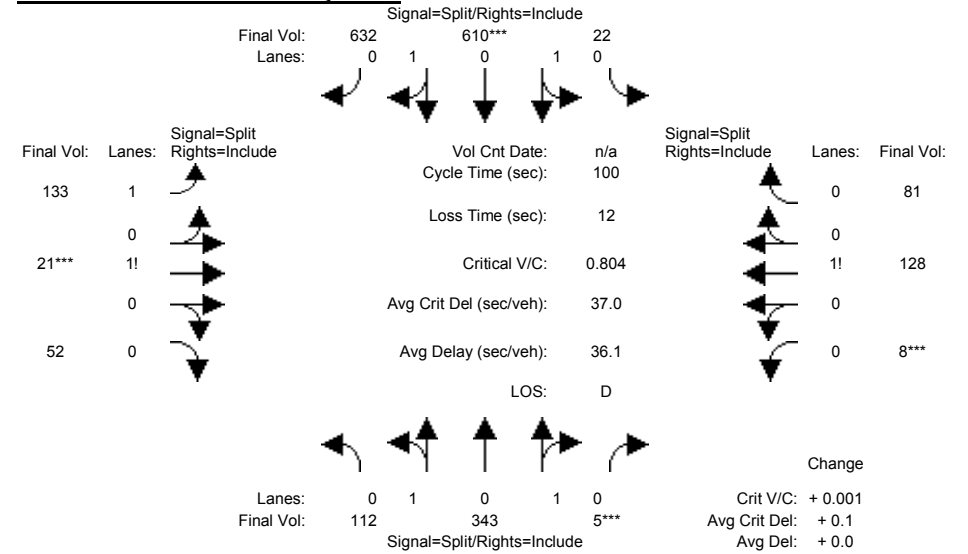 Signal=Split/Rights=Include
Final Vol: 632 610*** 22
Lanes: 0 1 0 1 0
Signal=Split
Final Vol: Lanes: Rights=Include
Vol Cnt Date: n/a
Signal=Split
Rights=Include Lanes: Final Vol:
Cycle Time (sec): 100
133 1
0 81
Loss Time (sec): 12
0
0
21*** 1!
Critical V/C: 0.804
1! 128
0
Avg Crit Del (sec/veh): 37.0
0
52 0
Avg Delay (sec/veh): 36.1
0 8***
LOS: D
Change
Lanes: 0 1 0 1 0
Crit V/C: + 0.001
Final Vol: 112 343 5***
Avg Crit Del: + 0.1
Signal=Split/Rights=Include
Avg Del: + 0.0